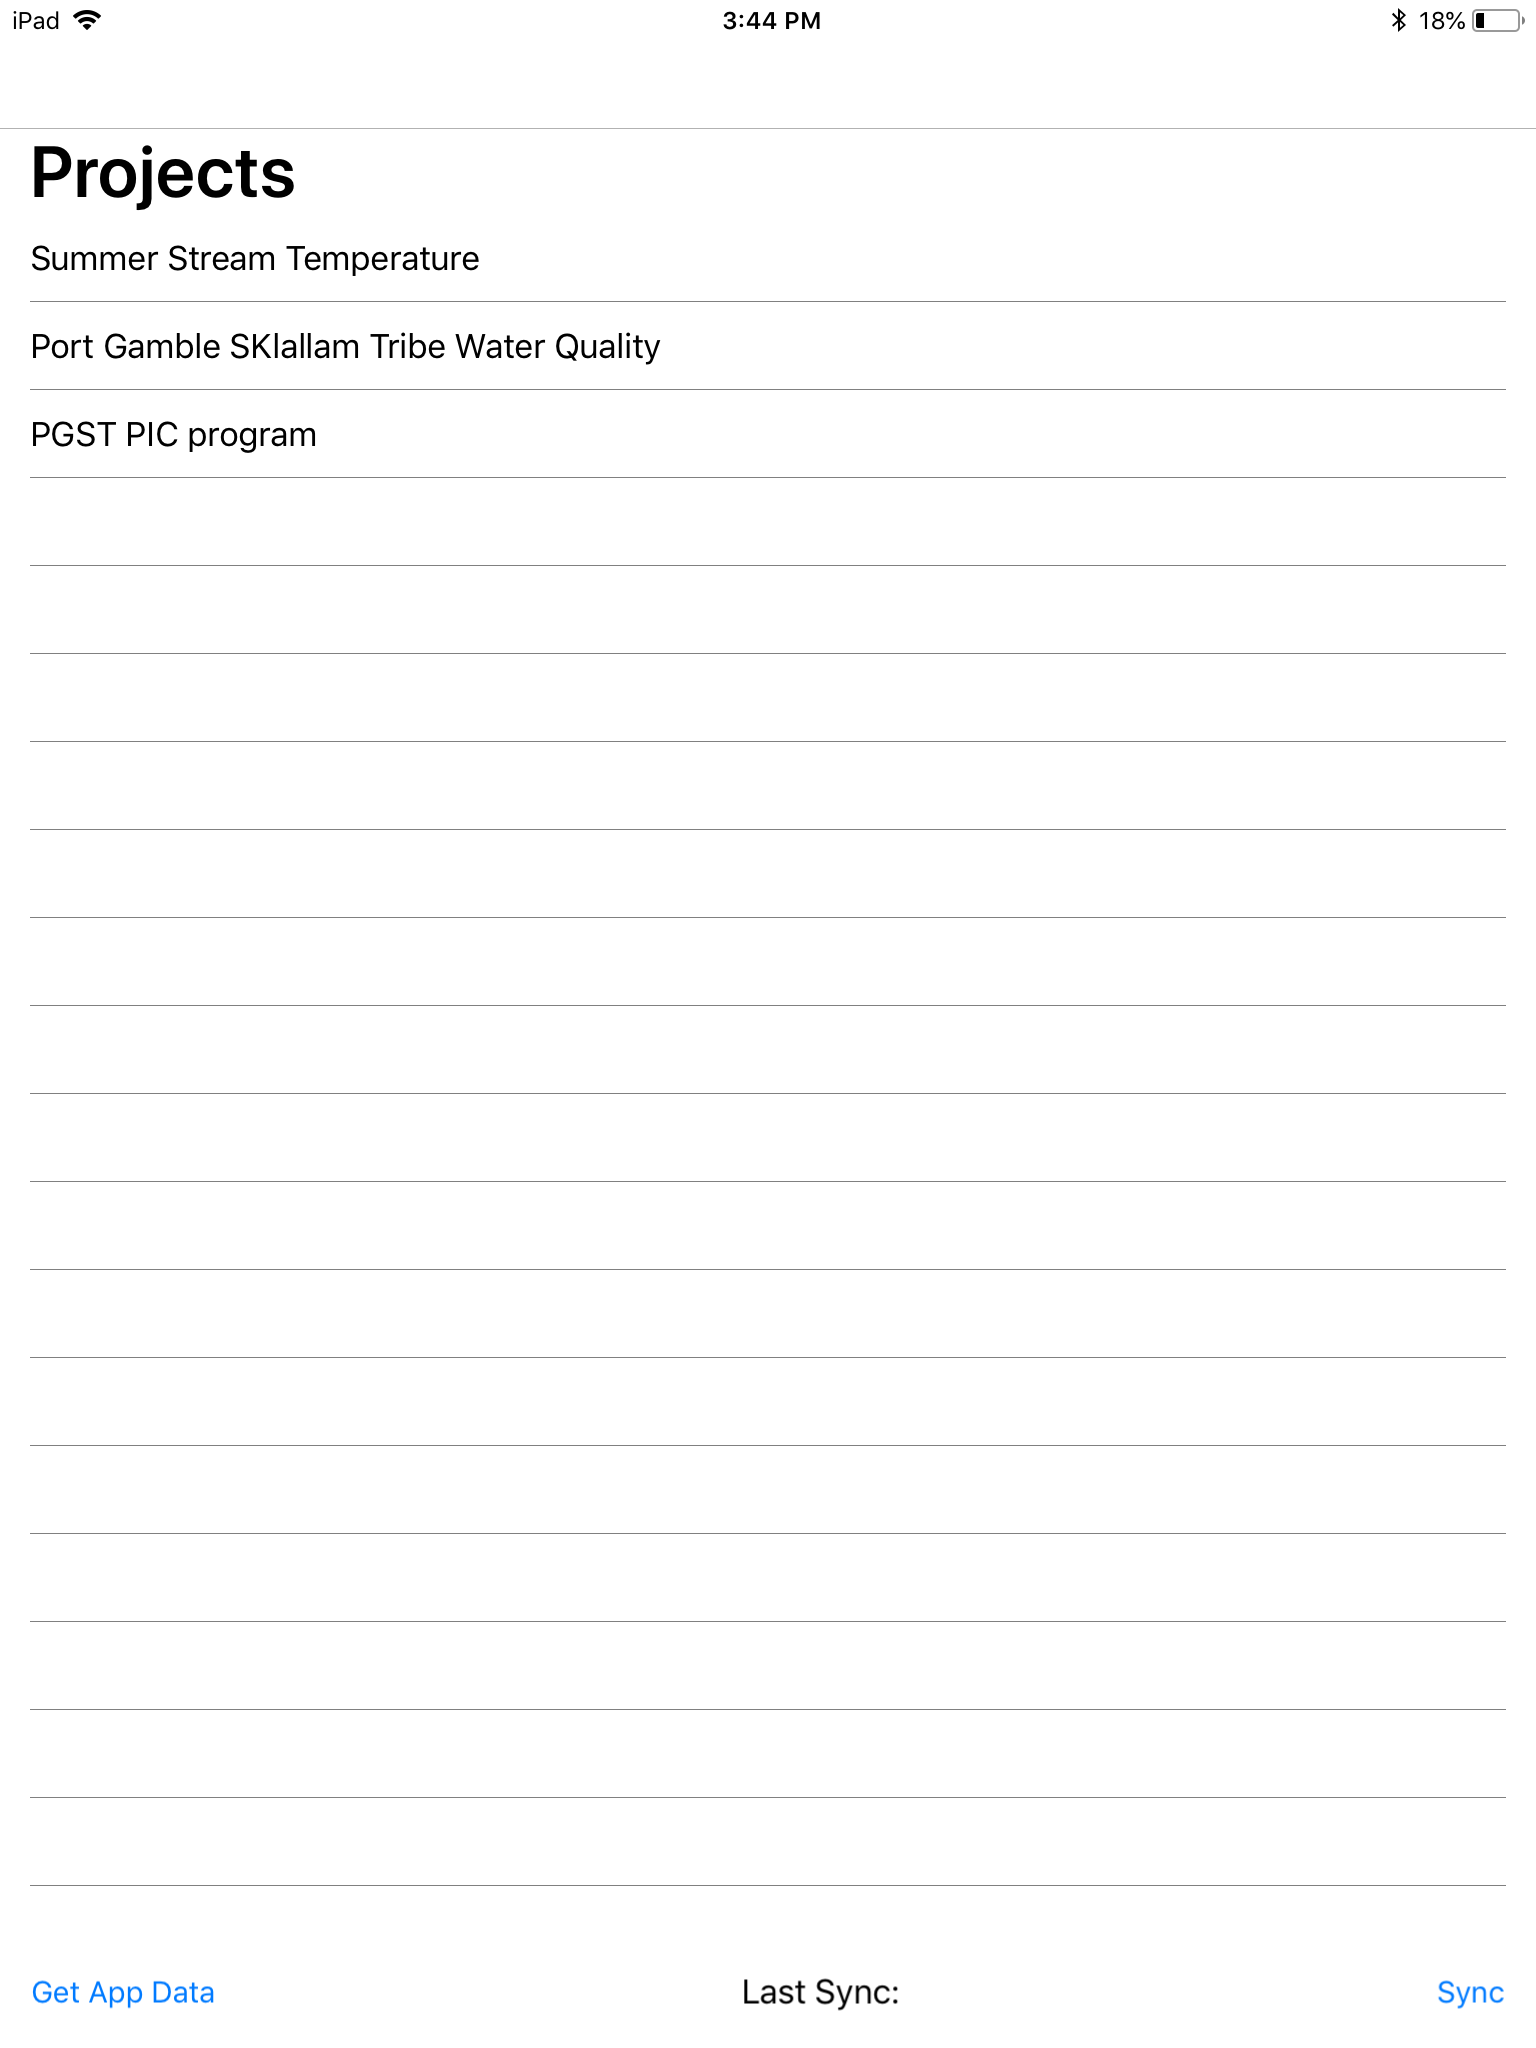 iPad 3:44 PM 18%
Projects
Summer Stream Temperature
Port Gamble SKlallam Tribe Water Quality
PGST PIC program
Get App Data Last Sync: Sync